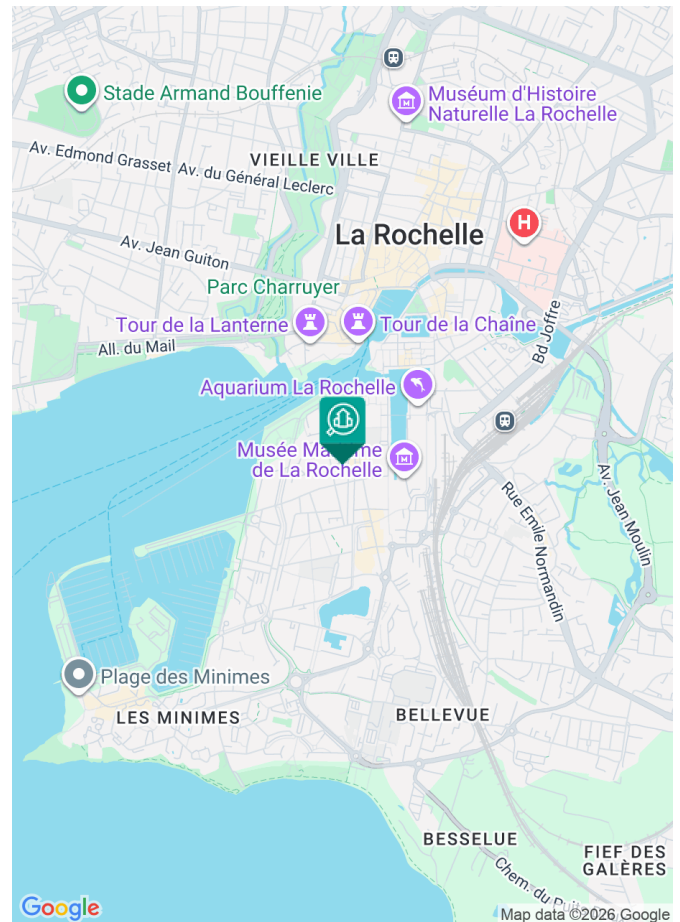 Stade Armand Bouffenie
Muséum d'Histoire
Naturelle La Rochelle
Av. Edmond Grasset
VIEILLE VILLE
Av. du Général Leclerc
La Rochelle
H
Av. Jean Guiton
Parc Charruyer
Tour de la Lanterne
Tour de la Chaîne
All. du Mail
Bd Joffre
Aquarium La Rochelle
Musée
de La Rochelle
Av. Jean Moulin
Rue Emile Normandin
Plage des Minimes
LES MINIMES
BELLEVUE
BESSELUE
FIEF DES
GALÈRES
Chem. du
Google
Map data ©2026 Google